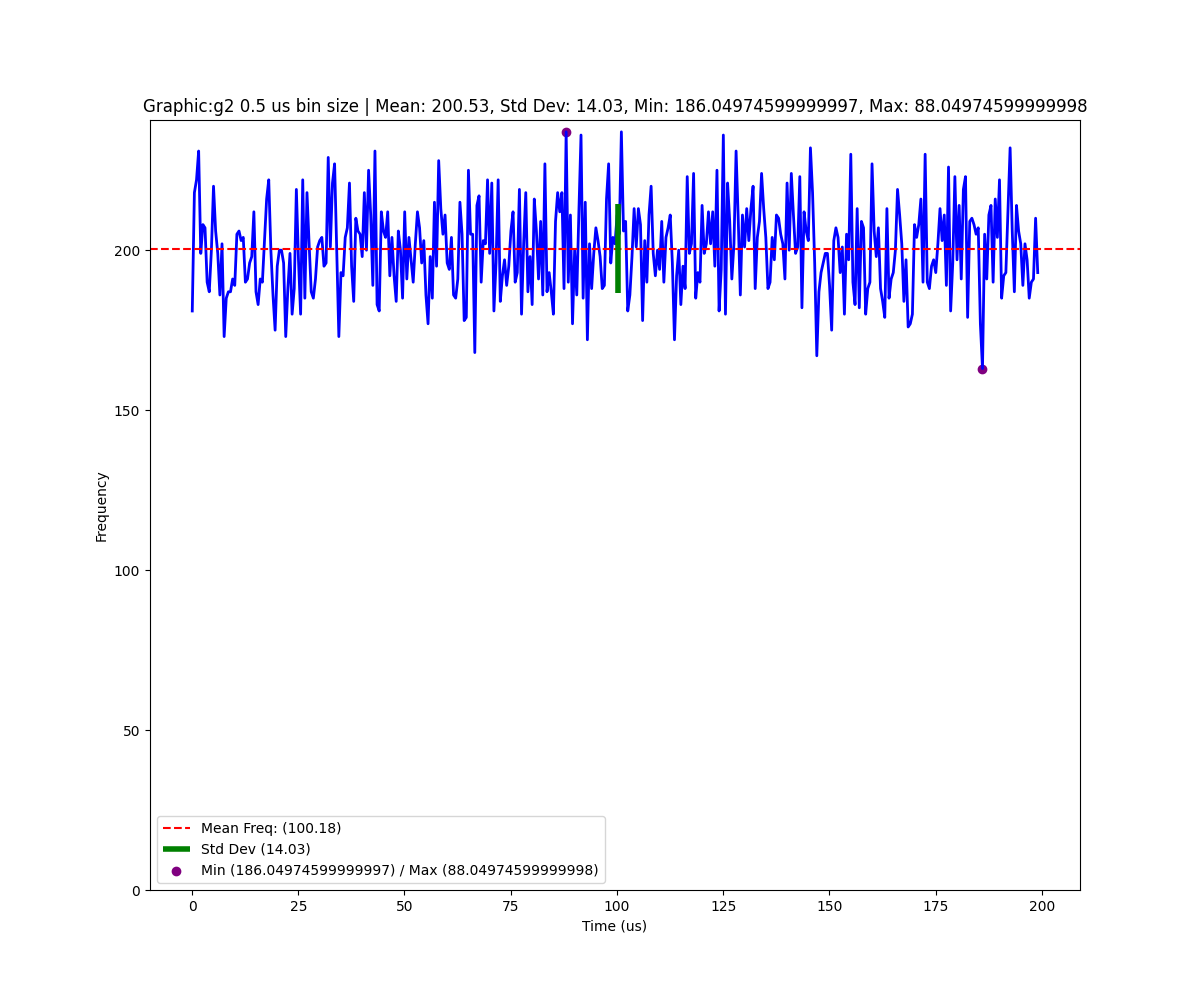 Graphic:g2 0.5 us bin size | Mean: 200.53, Std Dev: 14.03, Min: 186.04974599999997, Max: 88.04974599999998
200
150
100
50
0
Frequency
Mean Freq: (100.18)
Std Dev (14.03)
Min (186.04974599999997) / Max (88.04974599999998)
0 25 50 75 100 125 150 175 200
Time (us)